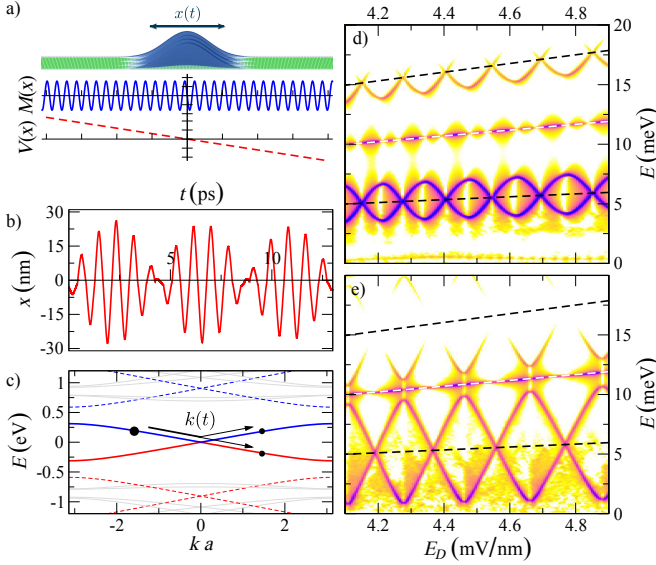 a)
x(t)
V(x) M(x)
t (ps)
b)
30
15
0
-15
-30
x (nm)
5
10
c)
1
0.5
0
-0.5
-1
E (eV)
k(t)
-2
0
2
k a
4.2
4.4
4.6
4.8
d)
20
15
10
5
0
E (meV)
e)
15
10
5
0
E (meV)
4.2
4.4
4.6
4.8
E_D (mV/nm)